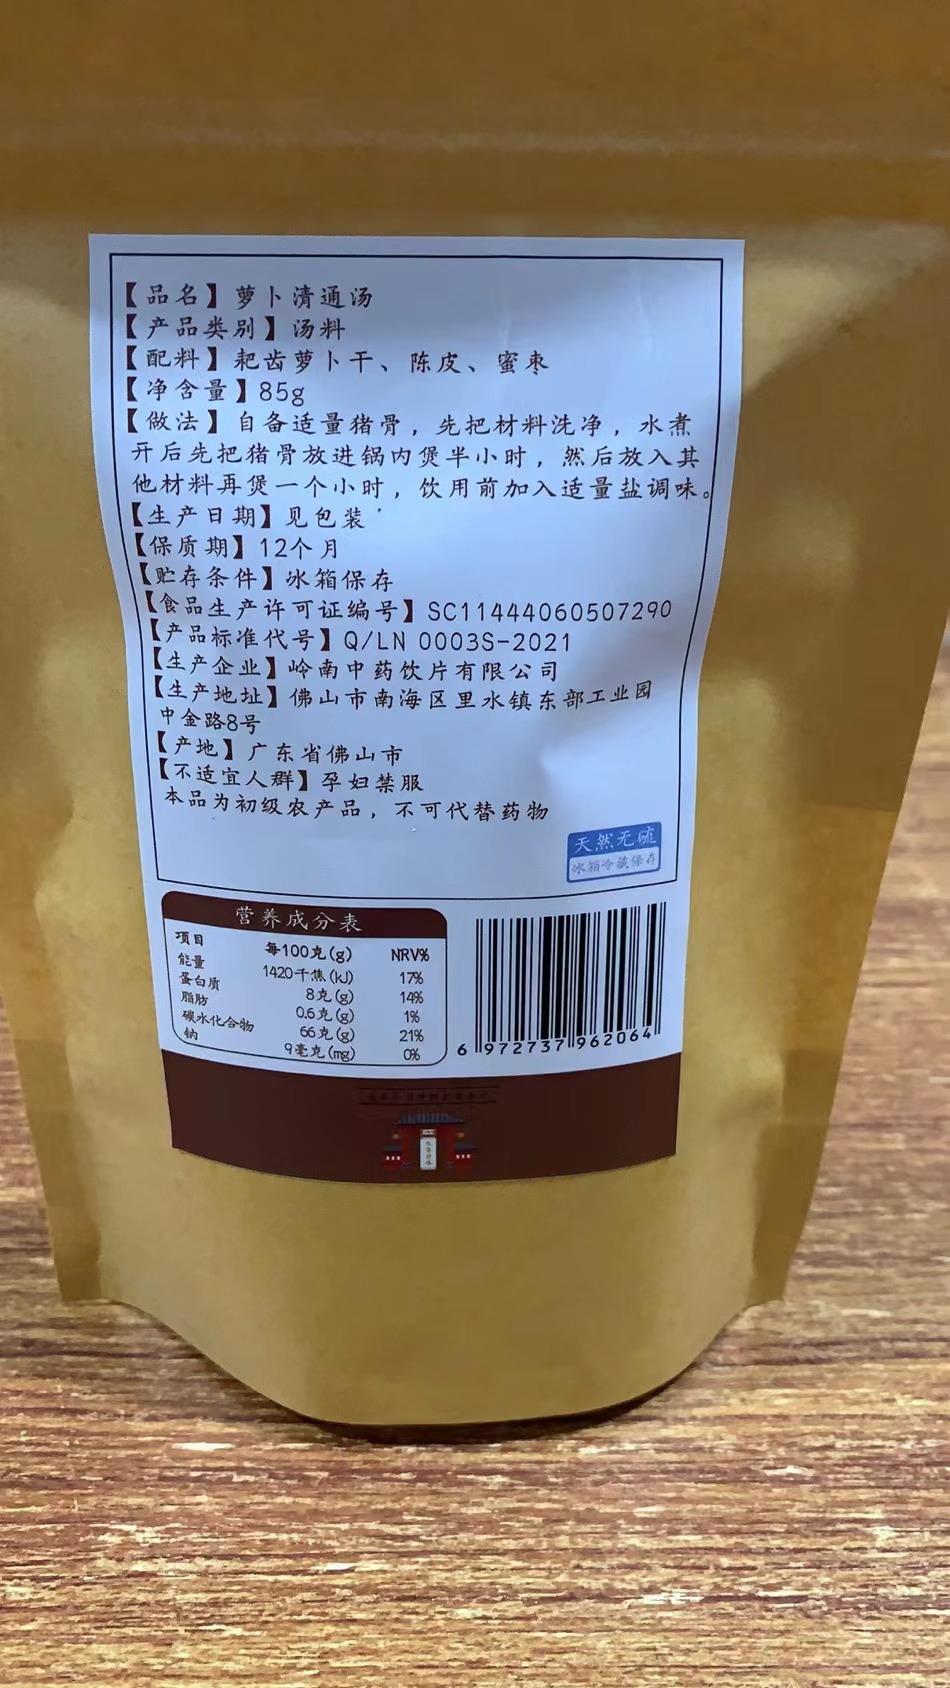 【品名】萝卜清通汤
【产品类别】汤料
【配料】耙齿萝卜干、陈皮、蜜枣
【净含量】85g
【做法】自备适量猪骨，先把材料洗净，水煮
开后先把猪骨放进锅内煲半小时，然后放入其
他材料再煲一个小时，饮用前加入适量盐调味。
【生产日期】见包装
【保质期】12个月
【贮存条件】冰箱保存
【食品生产许可证编号】SC11444060507290
【产品标准代号】Q/LN 0003S-2021
【生产企业】岭南中药饮片有限公司
【生产地址】佛山市南海区里水镇东部工业园
中金路8号
【产地】广东省佛山市
【不适宜人群】孕妇禁服
本品为初级农产品，不可代替药物
天然无硫
冰箱冷藏保存
营养成分表
项目 每100克(g) NRV%
能量 1420千焦(kJ) 17%
蛋白质 8克(g) 14%
脂肪 0.6克(g) 1%
碳水化合物 66克(g) 21%
钠 9毫克(mg) 0%
6 972737 962064